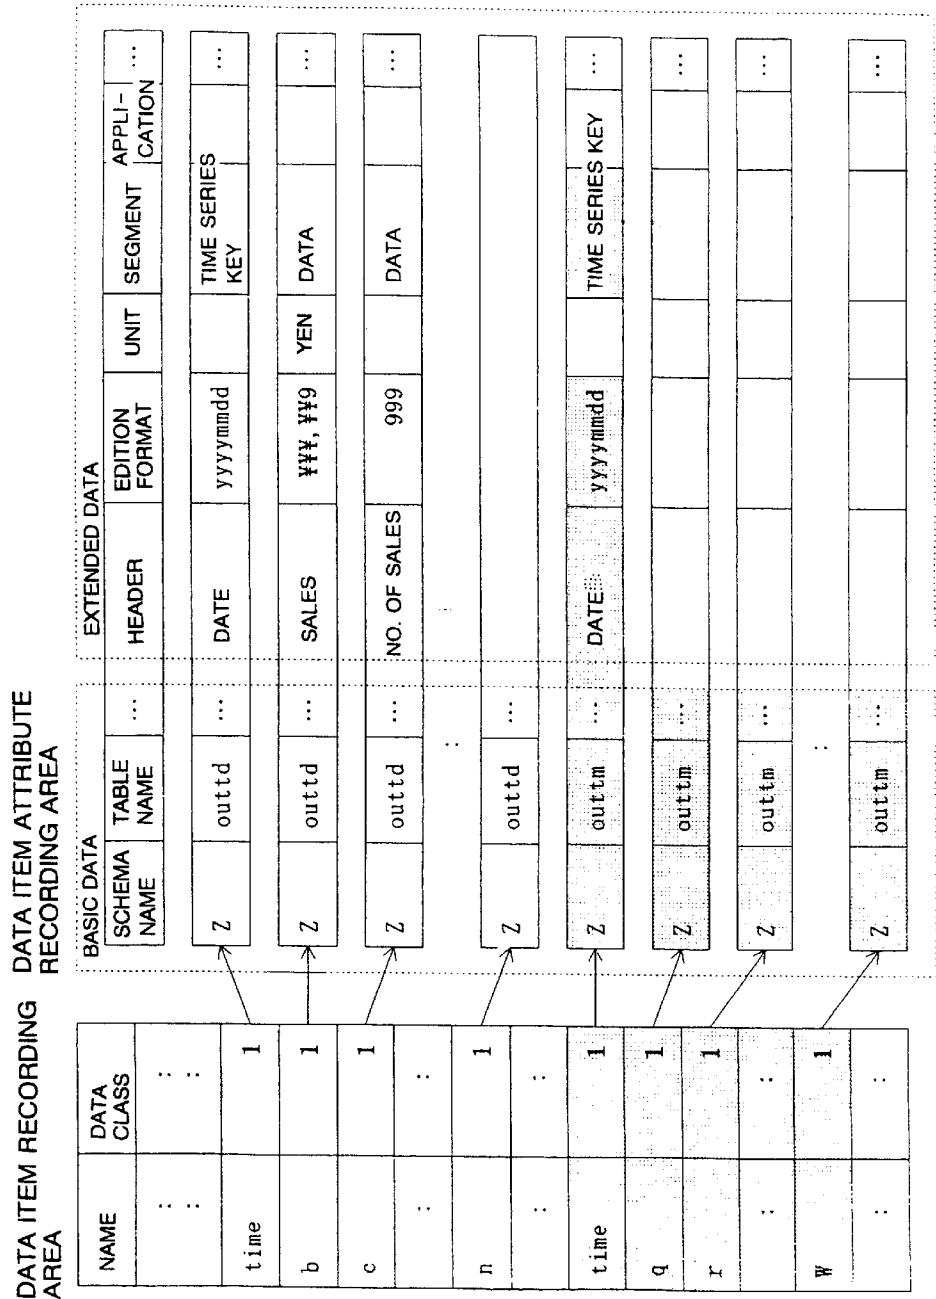 DATA ITEM RECORDING
AREA
NAME
DATA
CLASS
:
:
:
:
time
1
b
1
c
1
:
:
n
1
:
:
time
1
q
1
r
1
:
:
W
1
:
:
DATA ITEM ATTRIBUTE
RECORDING AREA
BASIC DATA
EXTENDED DATA
SCHEMA
NAME
TABLE
NAME
...
HEADER
EDITION
FORMAT
UNIT
SEGMENT
APPLI-
CATION
...
Z
outtd
...
DATE
yyyymmdd
TIME SERIES
KEY
...
Z
outtd
...
SALES
¥¥¥,¥¥9
YEN
DATA
...
Z
outtd
...
NO. OF SALES
999
DATA
...
:
Z
outtd
...
Z
outtm
...
DATE
yyyymmdd
TIME SERIES KEY
...
Z
outtm
...
...
Z
outtm
...
...
:
Z
outtm
...
...